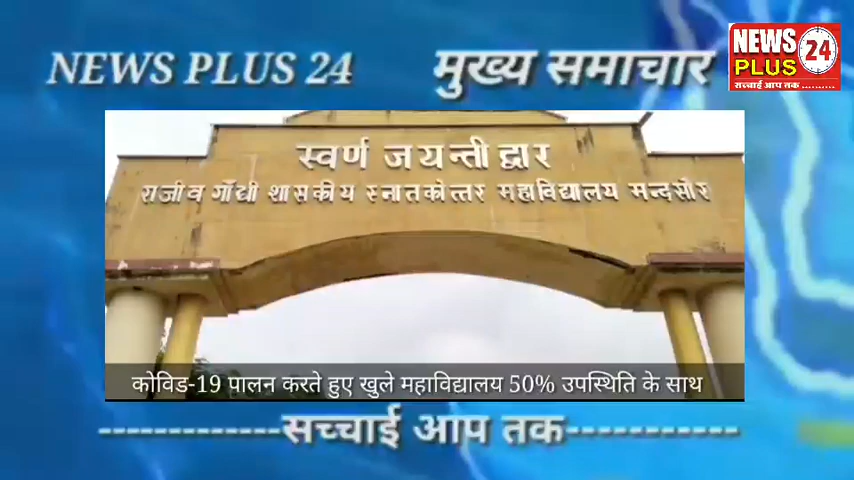 NEWS PLUS 24
मुख्य समाचार
NEWS 24
PLUS
सच्चाई आप तक ..........
स्वर्ण जयन्ती द्वार
राजीव गाँधी शासकीय स्नातकोत्तर महाविद्यालय मन्दसौर
कोविड-19 पालन करते हुए खुले महाविद्यालय 50% उपस्थिति के साथ
-------------सच्चाई आप तक------------